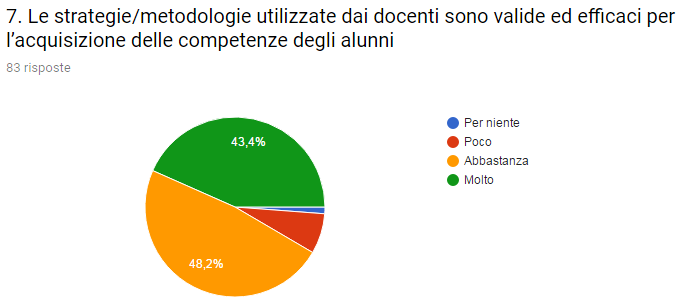 7. Le strategie/metodologie utilizzate dai docenti sono valide ed efficaci per
l’acquisizione delle competenze degli alunni
83 risposte
43,4%
48,2%
Per niente
Poco
Abbastanza
Molto